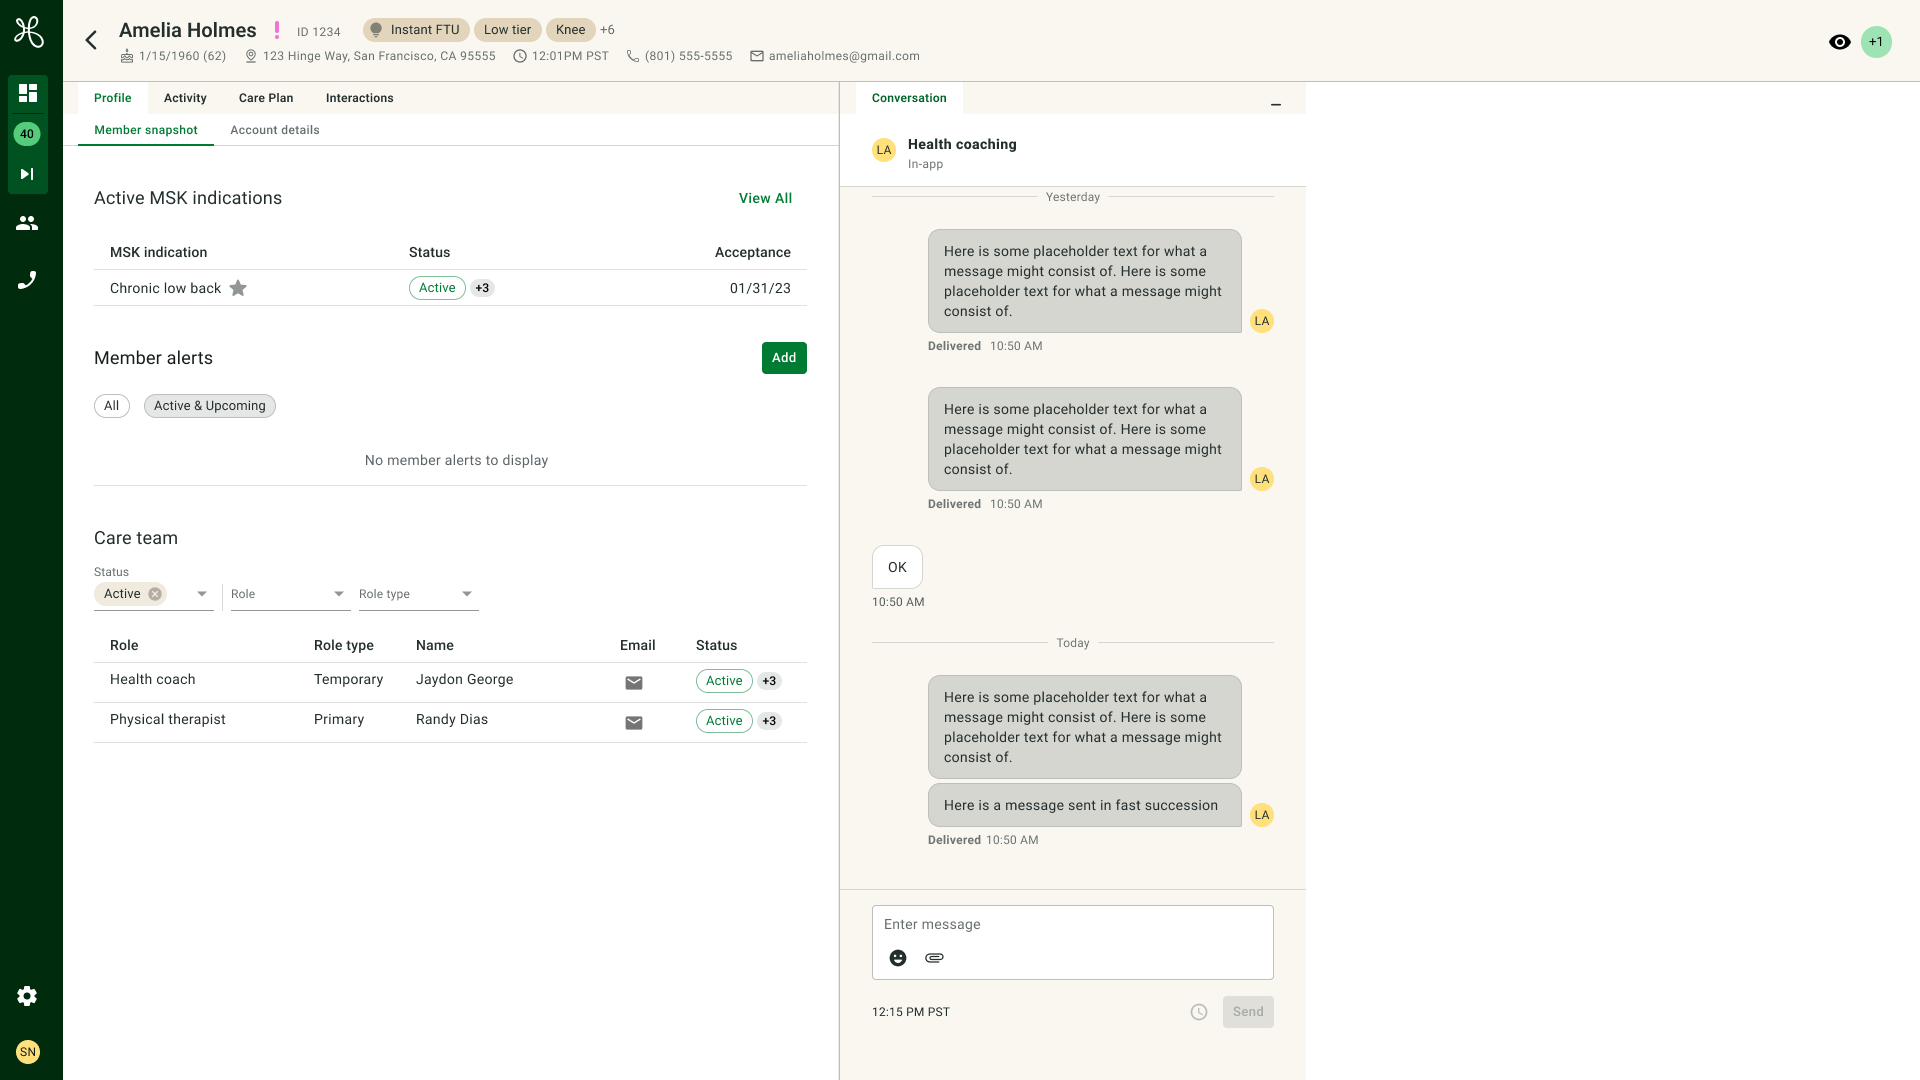 Amelia Holmes
ID 1234
Instant FTU
Low tier
Knee
+6
1/15/1960 (62)
123 Hinge Way, San Francisco, CA 95555
12:01PM PST
(801) 555-5555
ameliaholmes@gmail.com
+1
40
SN
Profile
Activity
Care Plan
Interactions
Member snapshot
Account details
Active MSK indications
View All
MSK indication
Status
Acceptance
Chronic low back
Active
+3
01/31/23
Member alerts
Add
All
Active & Upcoming
No member alerts to display
Care team
Status
Active
Role
Role type
Role
Role type
Name
Email
Status
Health coach
Temporary
Jaydon George
Active
+3
Physical therapist
Primary
Randy Dias
Active
+3
Conversation
LA
Health coaching
In-app
Yesterday
Here is some placeholder text for what a
message might consist of. Here is some
placeholder text for what a message might
consist of.
LA
Delivered 10:50 AM
Here is some placeholder text for what a
message might consist of. Here is some
placeholder text for what a message might
consist of.
LA
Delivered 10:50 AM
OK
10:50 AM
Today
Here is some placeholder text for what a
message might consist of. Here is some
placeholder text for what a message might
consist of.
Here is a message sent in fast succession
LA
Delivered 10:50 AM
Enter message
12:15 PM PST
Send